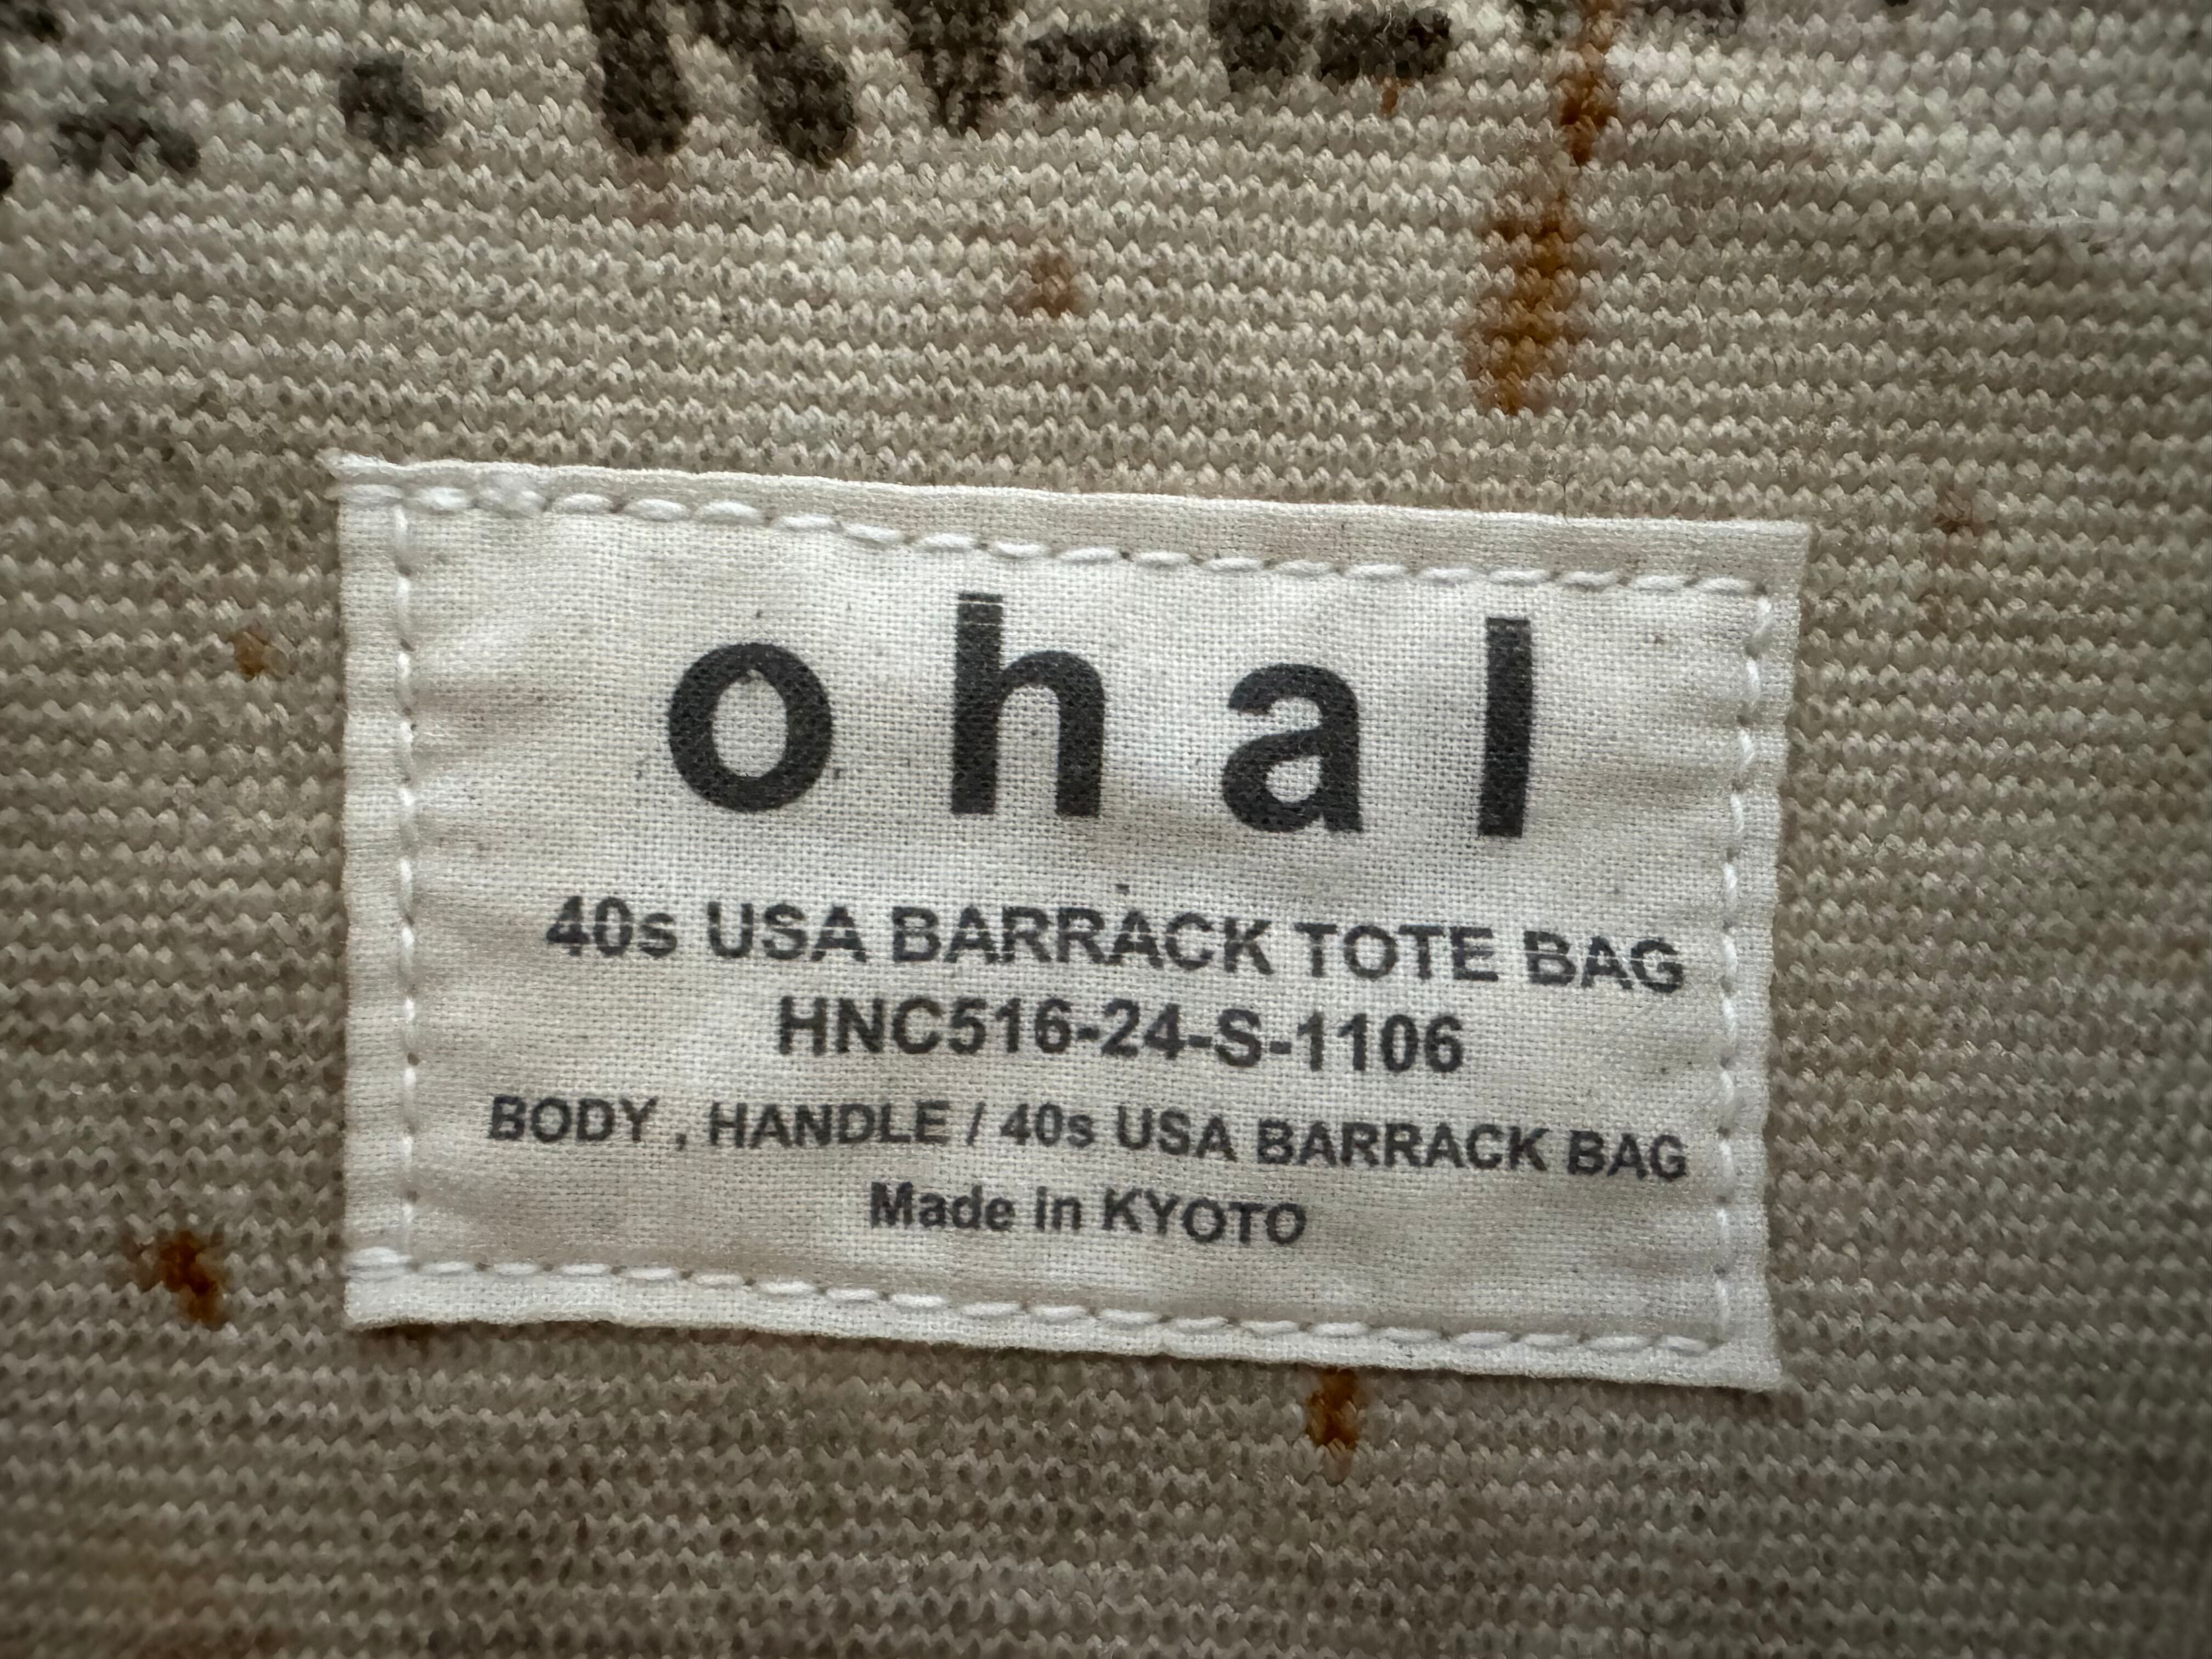 ohal
40s USA BARRACK TOTE BAG
HNC516-24-S-1106
BODY , HANDLE / 40s USA BARRACK BAG
Made in KYOTO